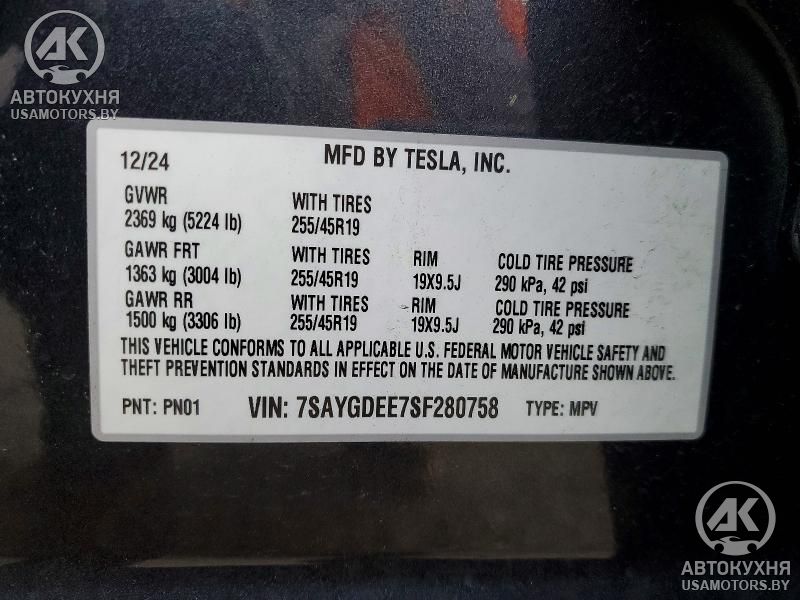 AK
АВТОКУХНЯ
USAMOTORS.BY
12/24 MFD BY TESLA, INC.
GVWR WITH TIRES
2369 kg (5224 lb) 255/45R19
GAWR FRT WITH TIRES RIM COLD TIRE PRESSURE
1363 kg (3004 lb) 255/45R19 19X9.5J 290 kPa, 42 psi
GAWR RR WITH TIRES RIM COLD TIRE PRESSURE
1500 kg (3306 lb) 255/45R19 19X9.5J 290 kPa, 42 psi
THIS VEHICLE CONFORMS TO ALL APPLICABLE U.S. FEDERAL MOTOR VEHICLE SAFETY AND
THEFT PREVENTION STANDARDS IN EFFECT ON THE DATE OF MANUFACTURE SHOWN ABOVE.
PNT: PN01 VIN: 7SAYGDEE7SF280758 TYPE: MPV
AK
АВТОКУХНЯ
USAMOTORS.BY